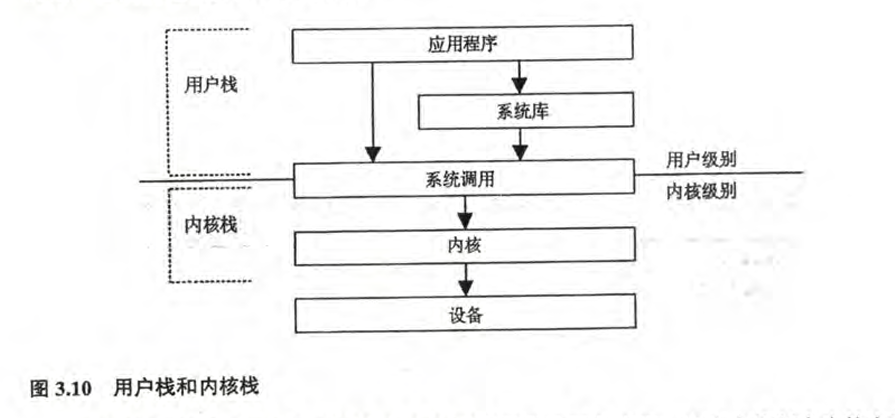 应用程序
用户栈
系统库
用户级别
系统调用
内核级别
内核栈
内核
设备
图 3.10 用户栈和内核栈